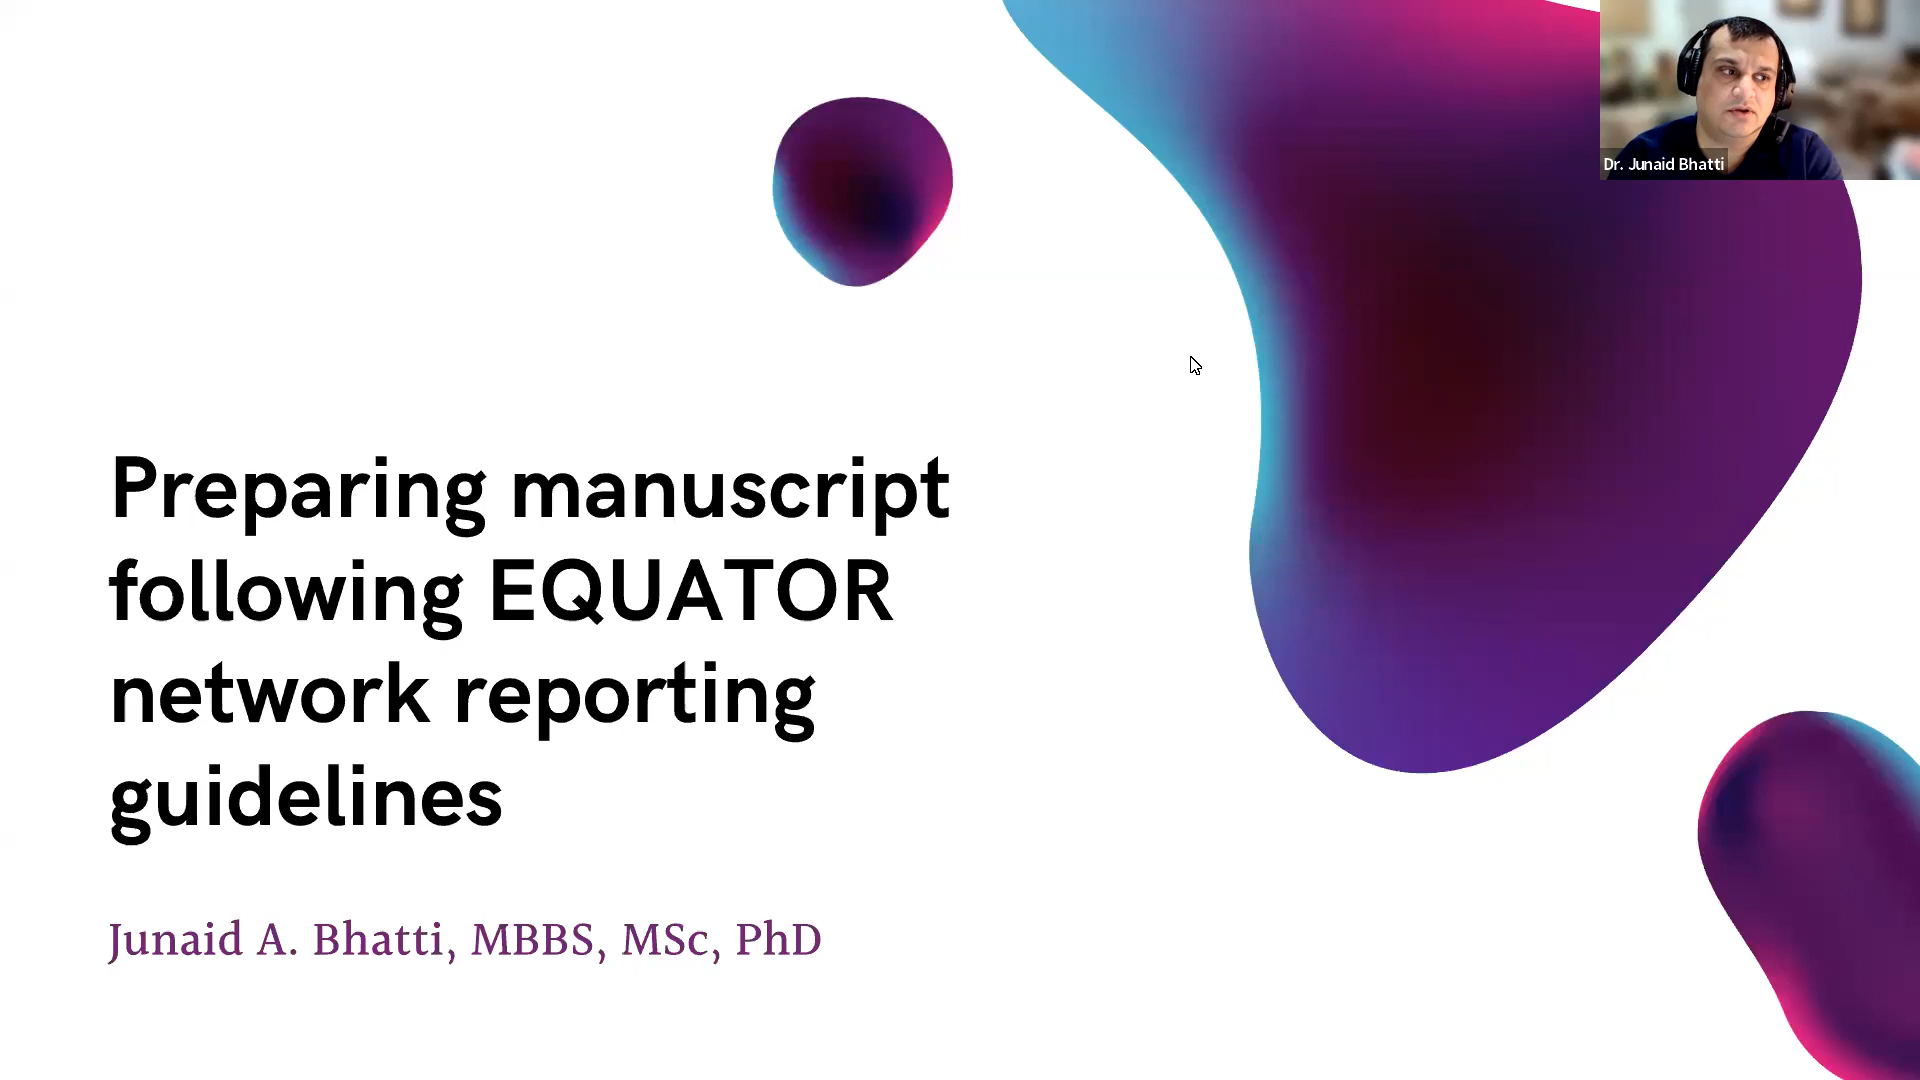 Dr. Junaid Bhatti
Preparing manuscript
following EQUATOR
network reporting
guidelines
Junaid A. Bhatti, MBBS, MSc, PhD